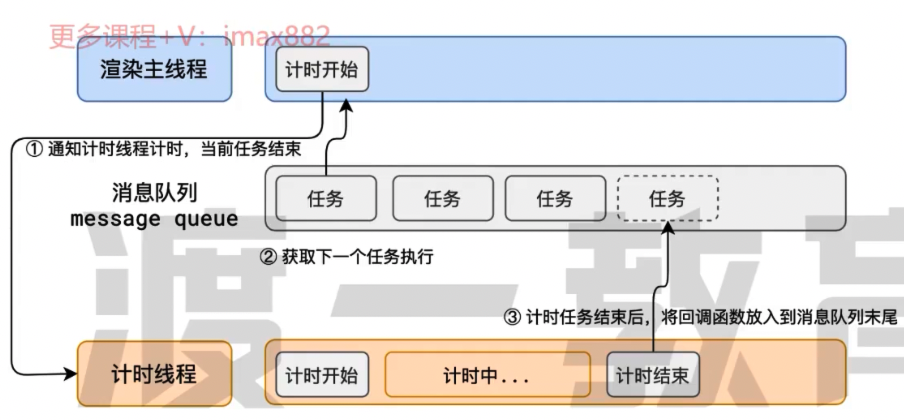 更多课程+V：imax882
渲染主线程
计时开始
① 通知计时线程计时，当前任务结束
消息队列
message queue
任务 任务 任务 任务
② 获取下一个任务执行
渡一教育
③ 计时任务结束后，将回调函数放入到消息队列末尾
计时线程
计时开始 计时中... 计时结束